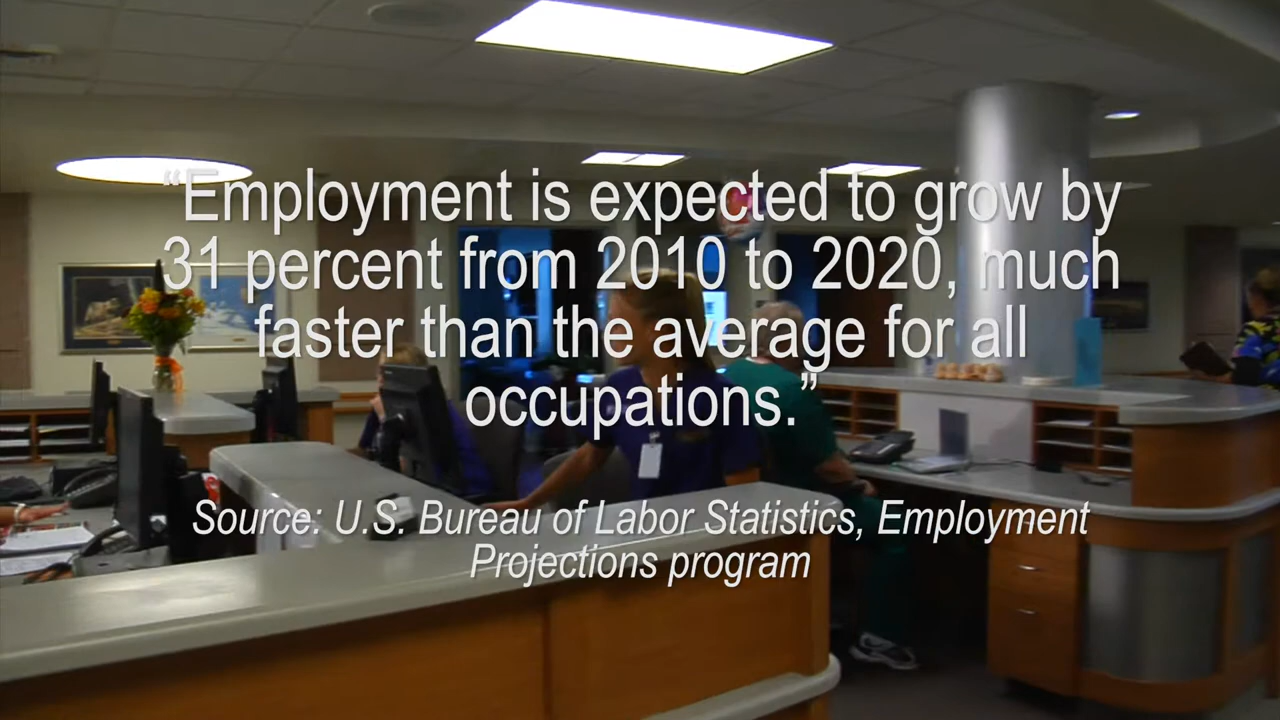 “Employment is expected to grow by
31 percent from 2010 to 2020, much
faster than the average for all
occupations.”
Source: U.S. Bureau of Labor Statistics, Employment
Projections program